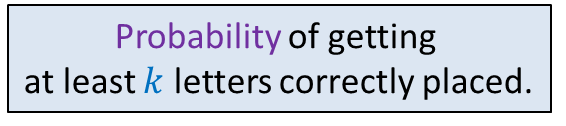 Probability of getting
at least k letters correctly placed.